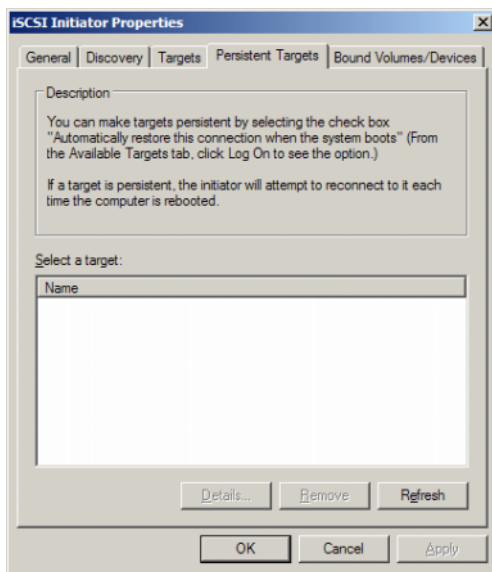 iSCSI Initiator Properties
General Discovery Targets Persistent Targets Bound Volumes/Devices
Description
You can make targets persistent by selecting the check box
"Automatically restore this connection when the system boots" (From
the Available Targets tab, click Log On to see the option.)
If a target is persistent, the initiator will attempt to reconnect to it each
time the computer is rebooted.
Select a target:
Name
Details... Remove Refresh
OK Cancel Apply